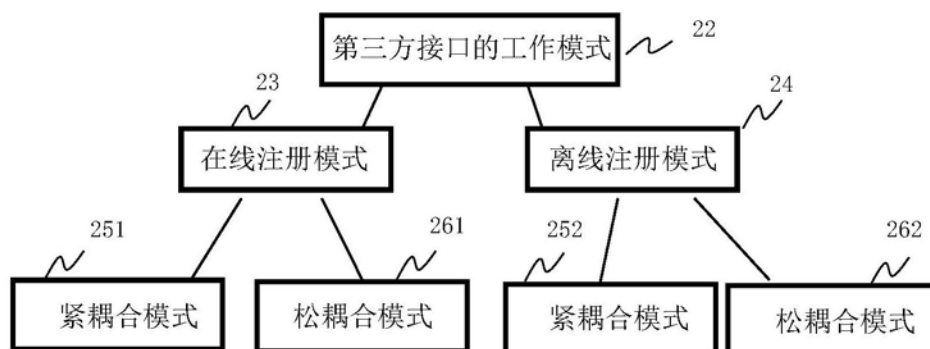 22
第三方接口的工作模式
23
24
在线注册模式
离线注册模式
251
261
252
262
紧耦合模式
松耦合模式
紧耦合模式
松耦合模式